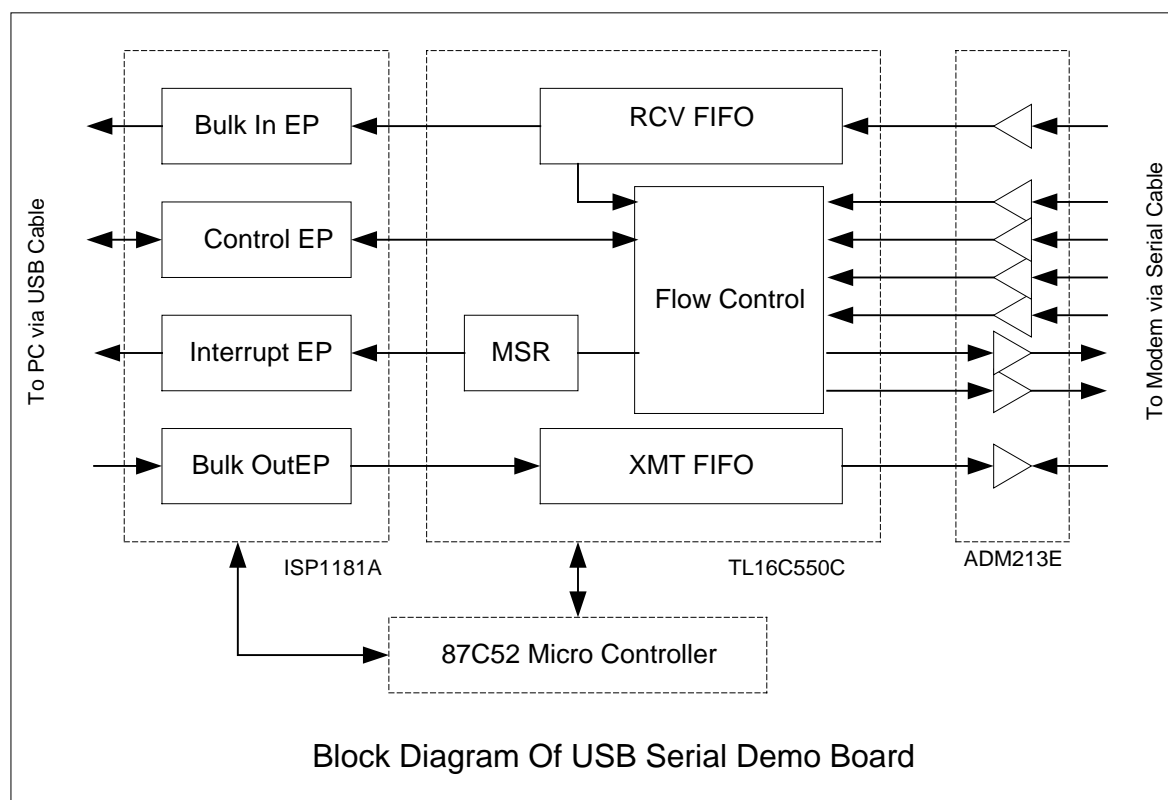 Bulk In EP
RCV FIFO
Control EP
Flow Control
Interrupt EP
MSR
Bulk OutEP
XMT FIFO
To PC via USB Cable
To Modem via Serial Cable
ISP1181A
TL16C550C
ADM213E
87C52 Micro Controller
Block Diagram Of USB Serial Demo Board